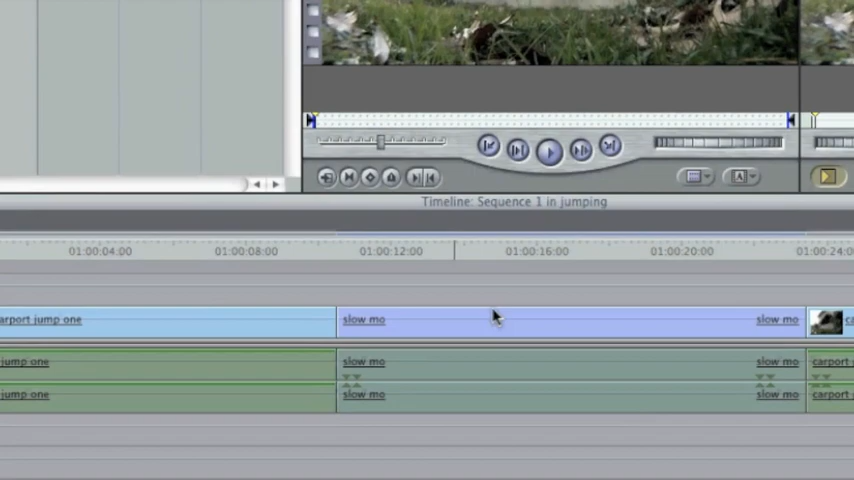 A
Timeline: Sequence 1 in jumping
01:00:04:00 01:00:08:00 01:00:12:00 01:00:16:00 01:00:20:00 01:00:24:0
arport jump one slow mo slow mo
jump one slow mo slow mo carport
jump one slow mo slow mo carport